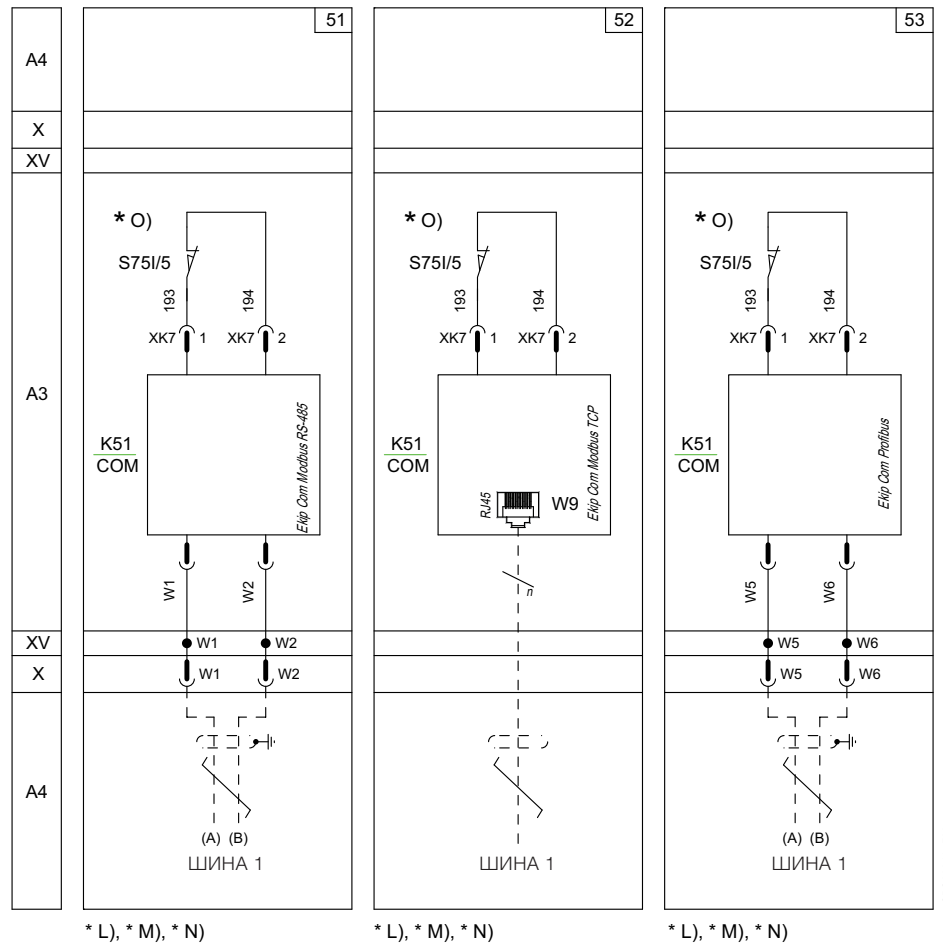 51
52
53
A4
X
XV
A3
XV
X
A4
* O)
S75I/5
193
194
XK7
1
XK7
2
K51
COM
Ekip Com Modbus RS-485
W1
W2
W1
W2
W1
W2
(A)
(B)
ШИНА 1
* L), * M), * N)
* O)
S75I/5
193
194
XK7
1
XK7
2
K51
COM
Ekip Com Modbus TCP
RJ45
W9
n
ШИНА 1
* L), * M), * N)
* O)
S75I/5
193
194
XK7
1
XK7
2
K51
COM
Ekip Com Profibus
W5
W6
W5
W6
W5
W6
(A)
(B)
ШИНА 1
* L), * M), * N)